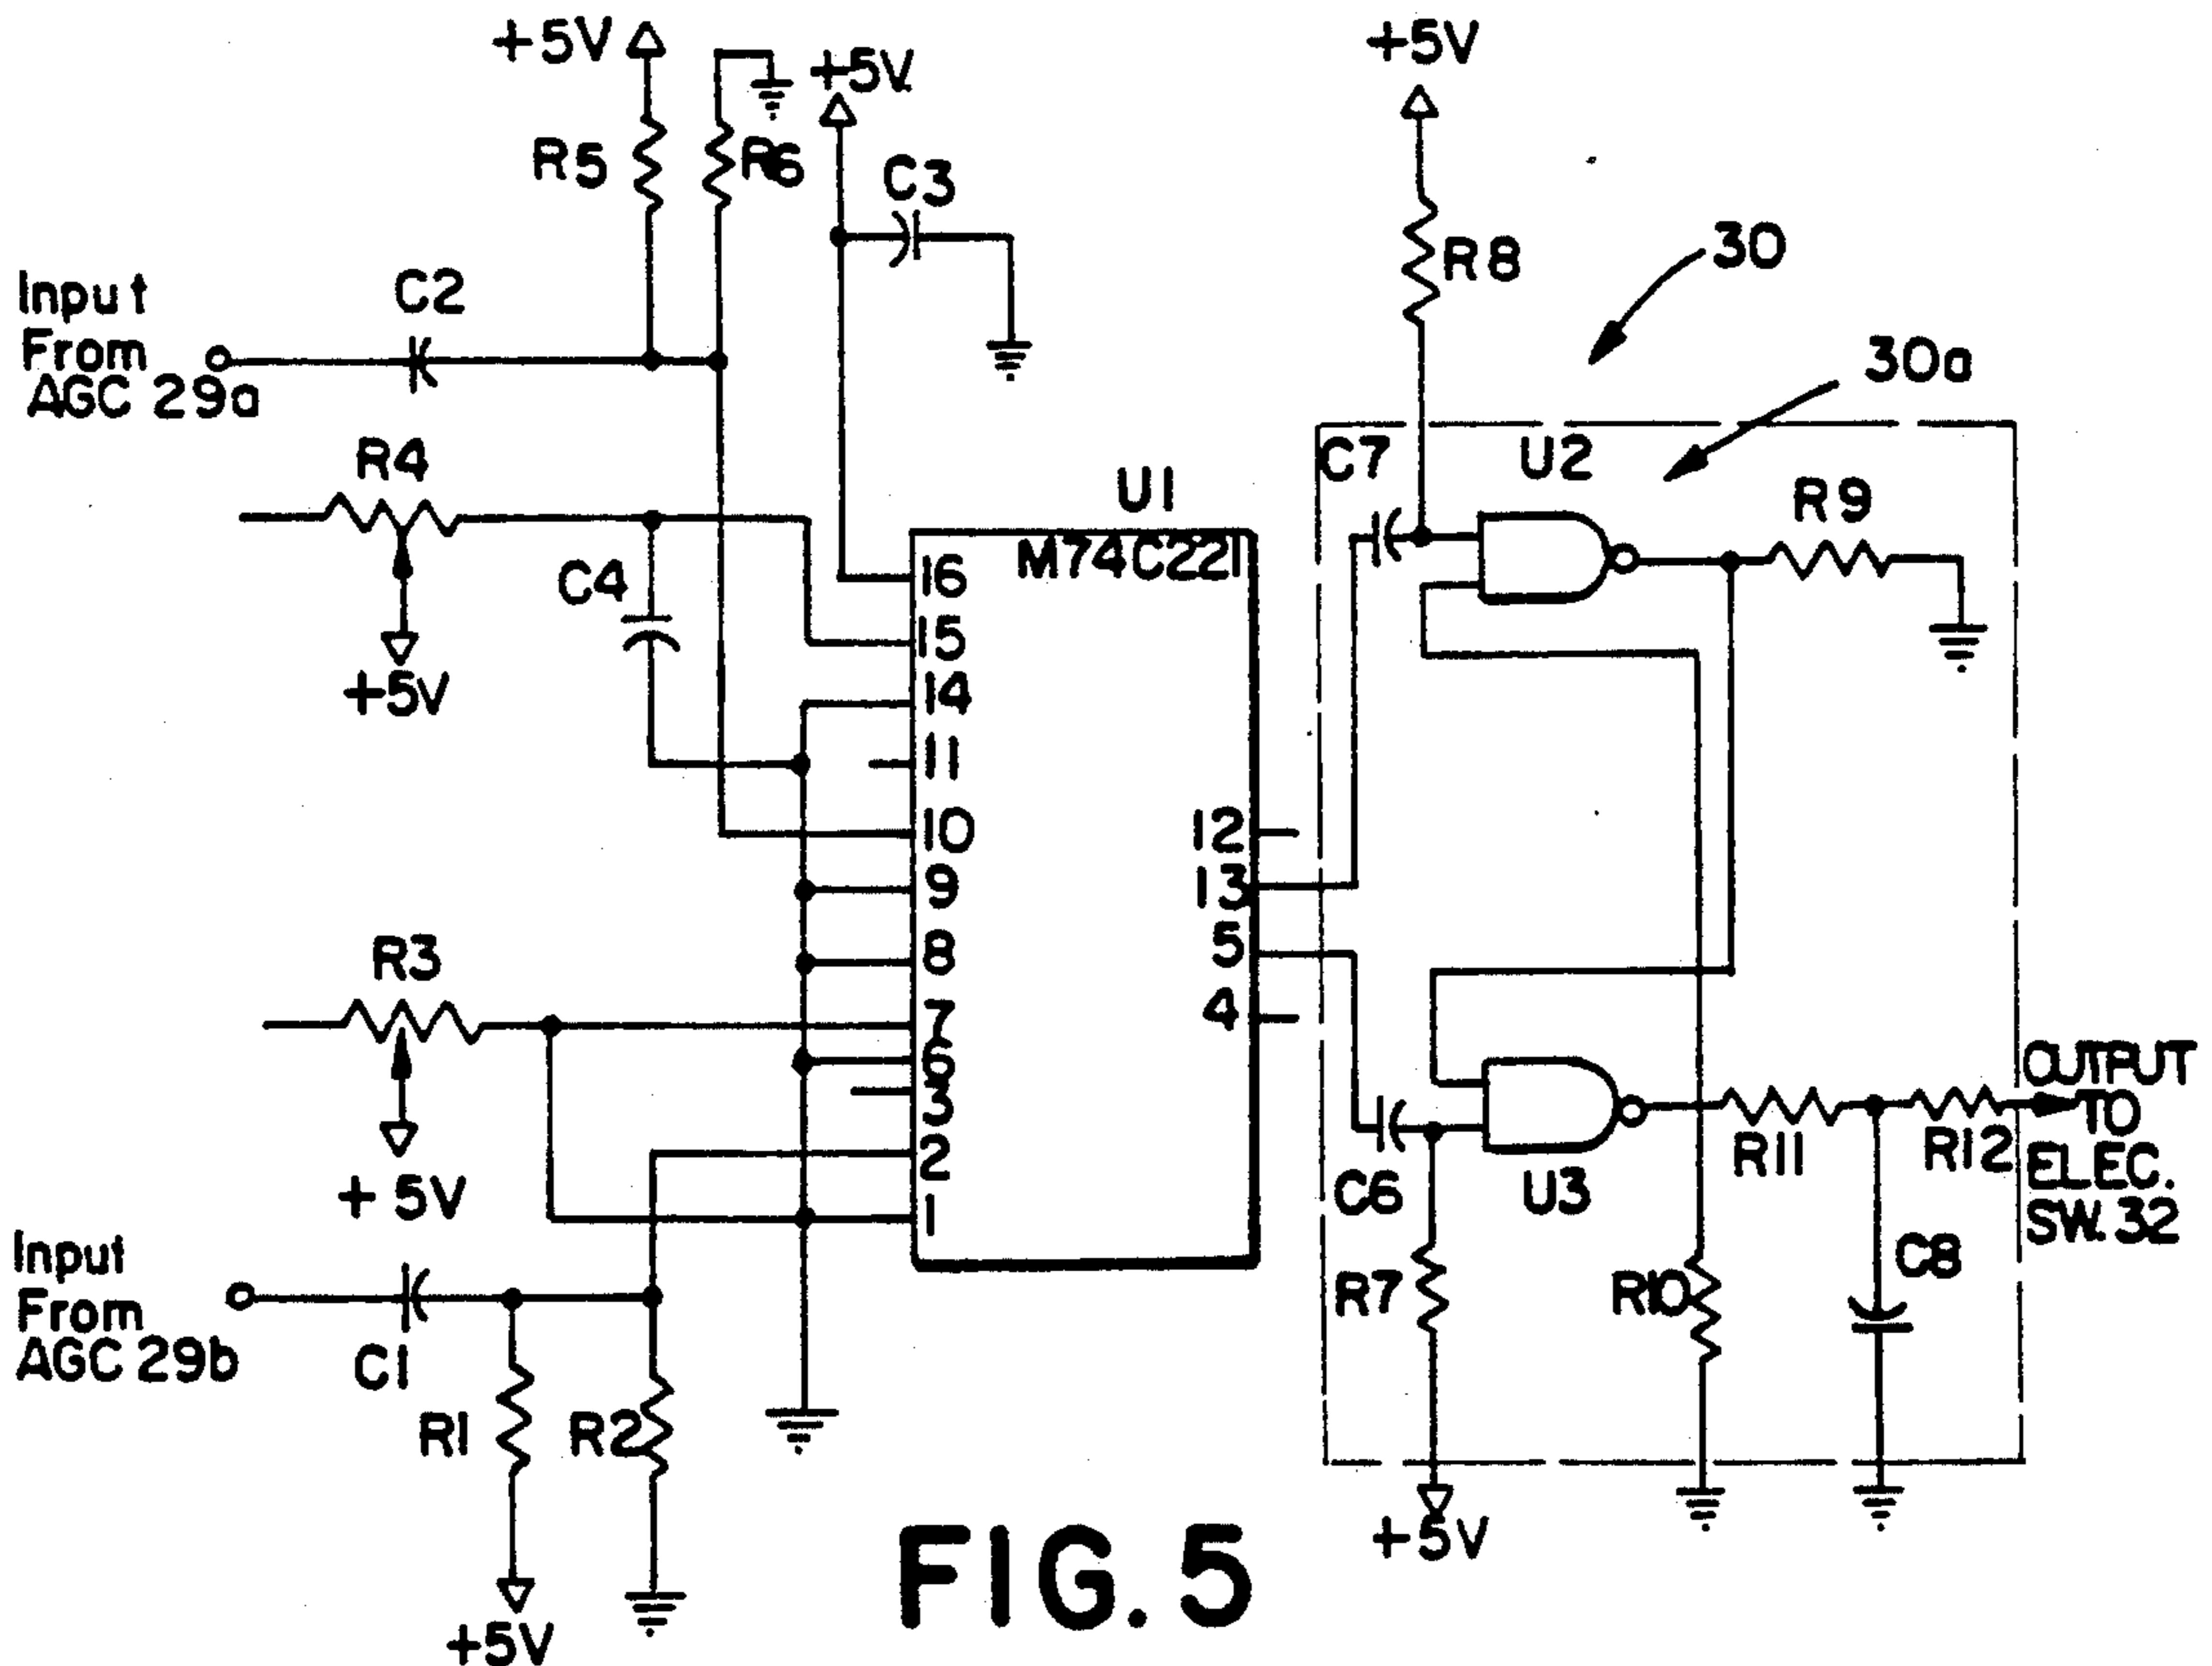 +5V
+5V
+5V
R5
R6
C3
R8
30
Input
From
AGC 29a
C2
30a
R4
C4
+5V
U1
M74C221
C7
U2
R9
16
15
14
11
10
9
8
7
6
3
2
1
12
13
5
4
R3
+5V
Input
From
AGC 29b
C1
R1
R2
+5V
C6
U3
R7
+5V
R10
R11
R12
C8
OUTPUT
TO
ELEC.
SW. 32
FIG. 5